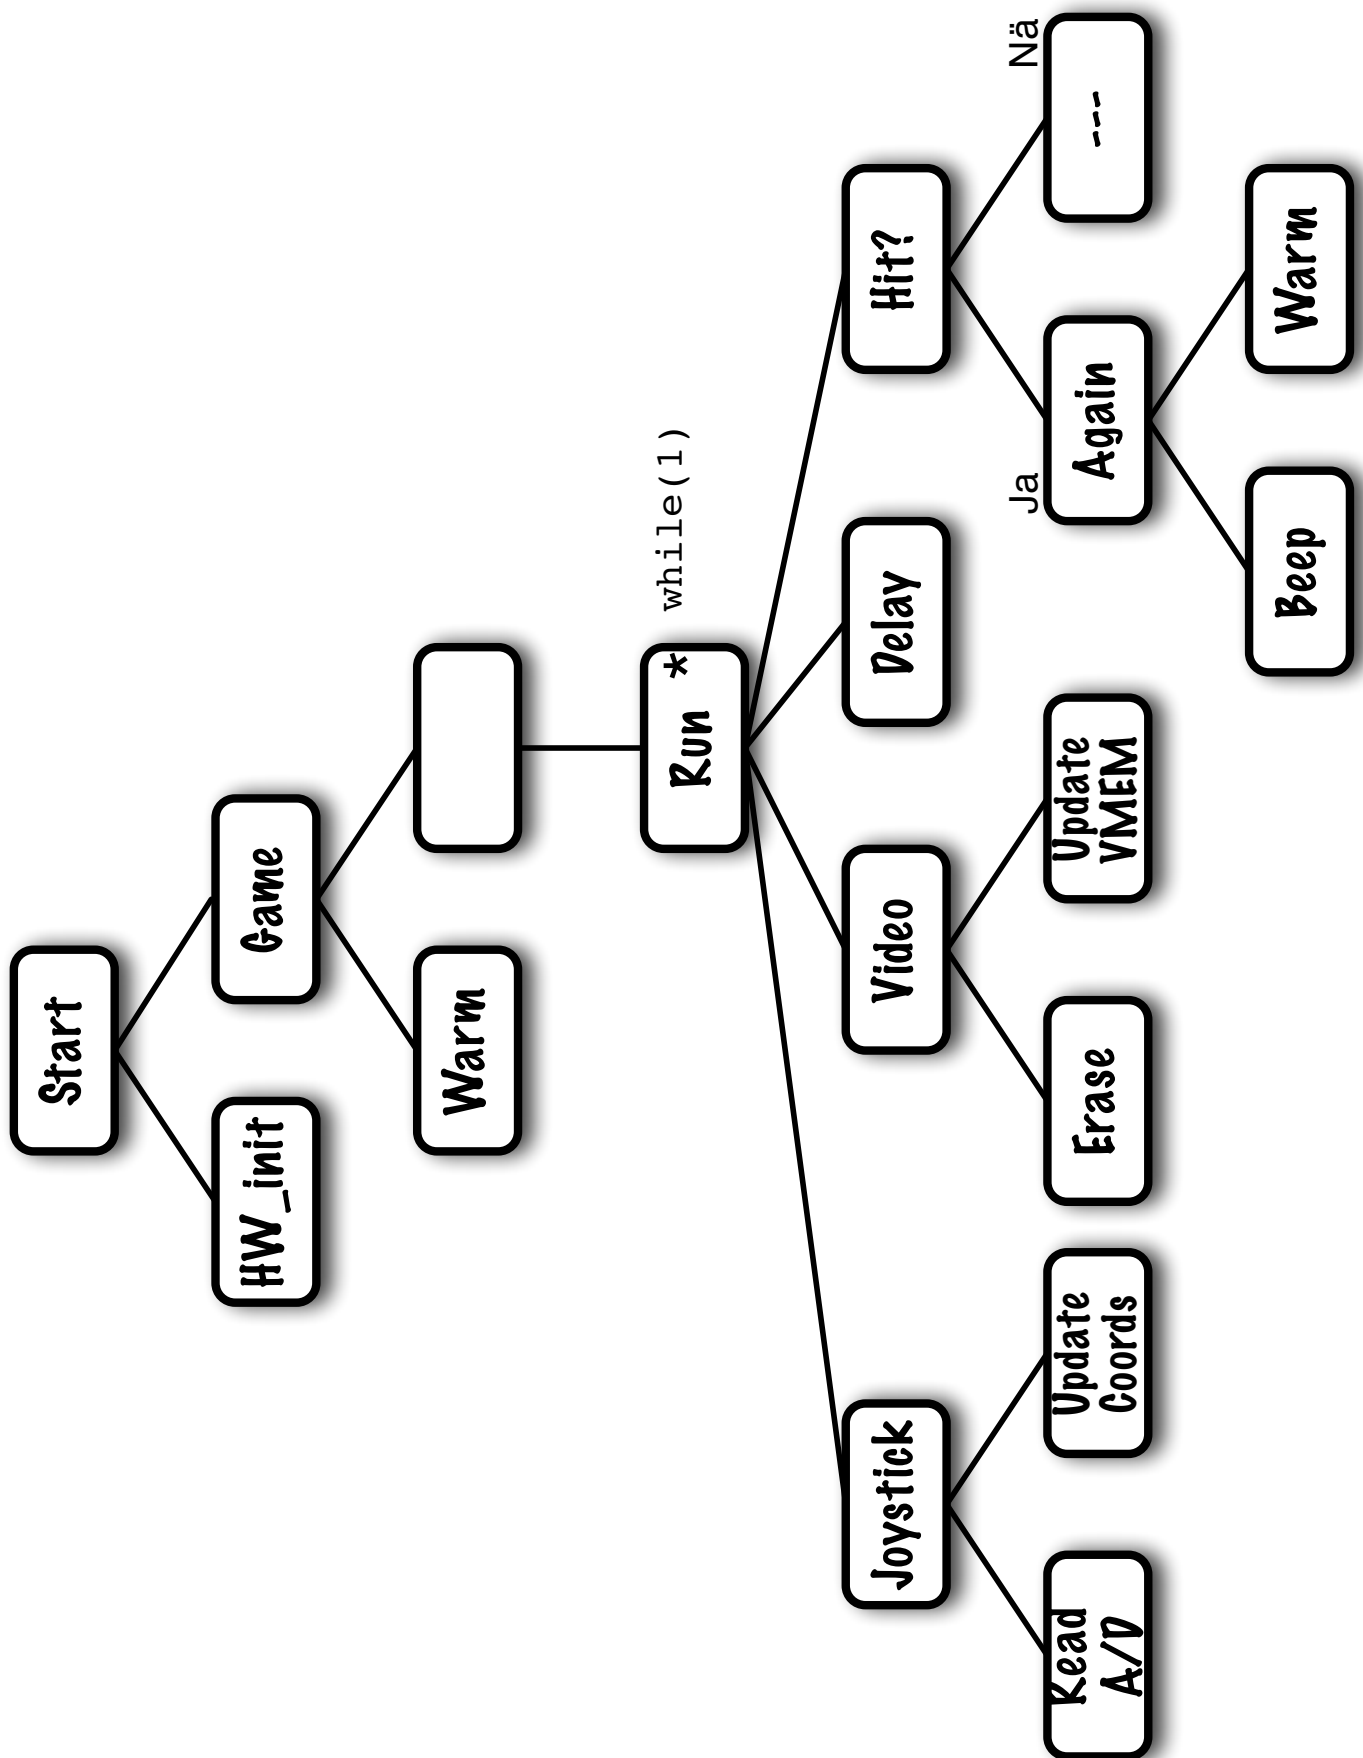 Start
HW_init
Game
Warm
Run *
while(1)
Joystick
Video
Delay
Hit?
Ja
Nä
Read
A/D
Update
Coords
Erase
Update
VMEM
Again
---
Beep
Warm